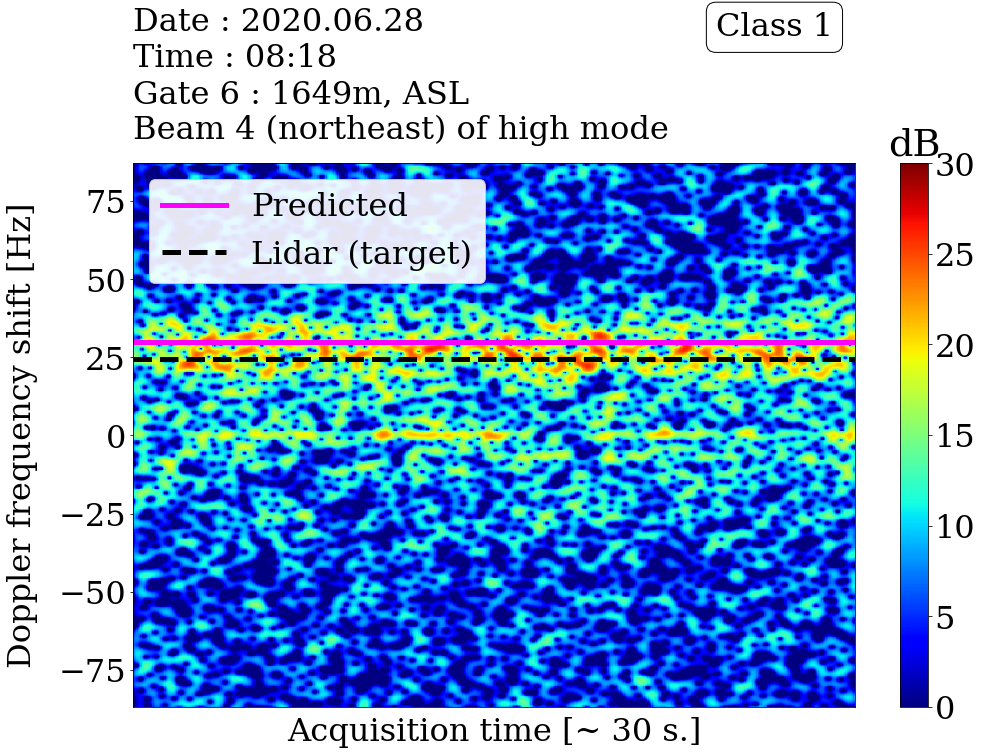 Date : 2020.06.28
Time : 08:18
Gate 6 : 1649m, ASL
Beam 4 (northeast) of high mode
Class 1
dB
Predicted
Lidar (target)
Doppler frequency shift [Hz]
75
50
25
0
−25
−50
−75
Acquisition time [~ 30 s.]
30
25
20
15
10
5
0